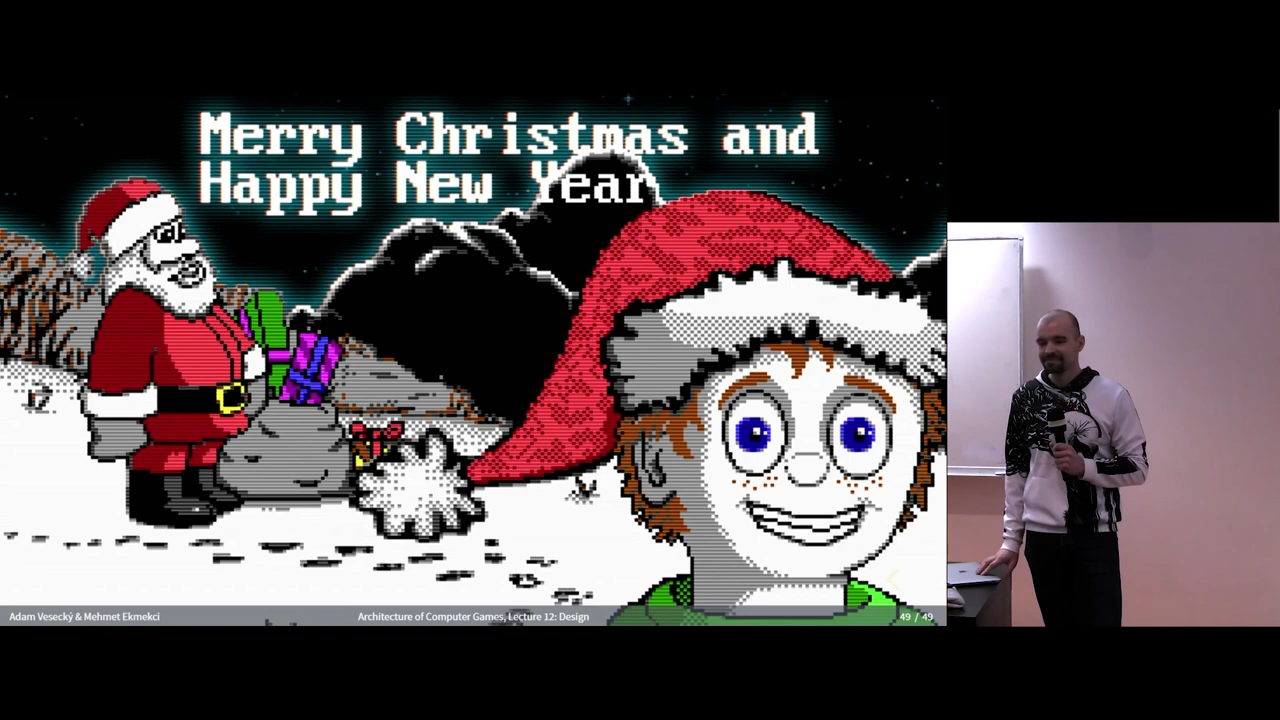 Merry Christmas and
Happy New Year
Adam Vesecký & Mehmet Ekmekci
Architecture of Computer Games, Lecture 12: Design
49 / 49